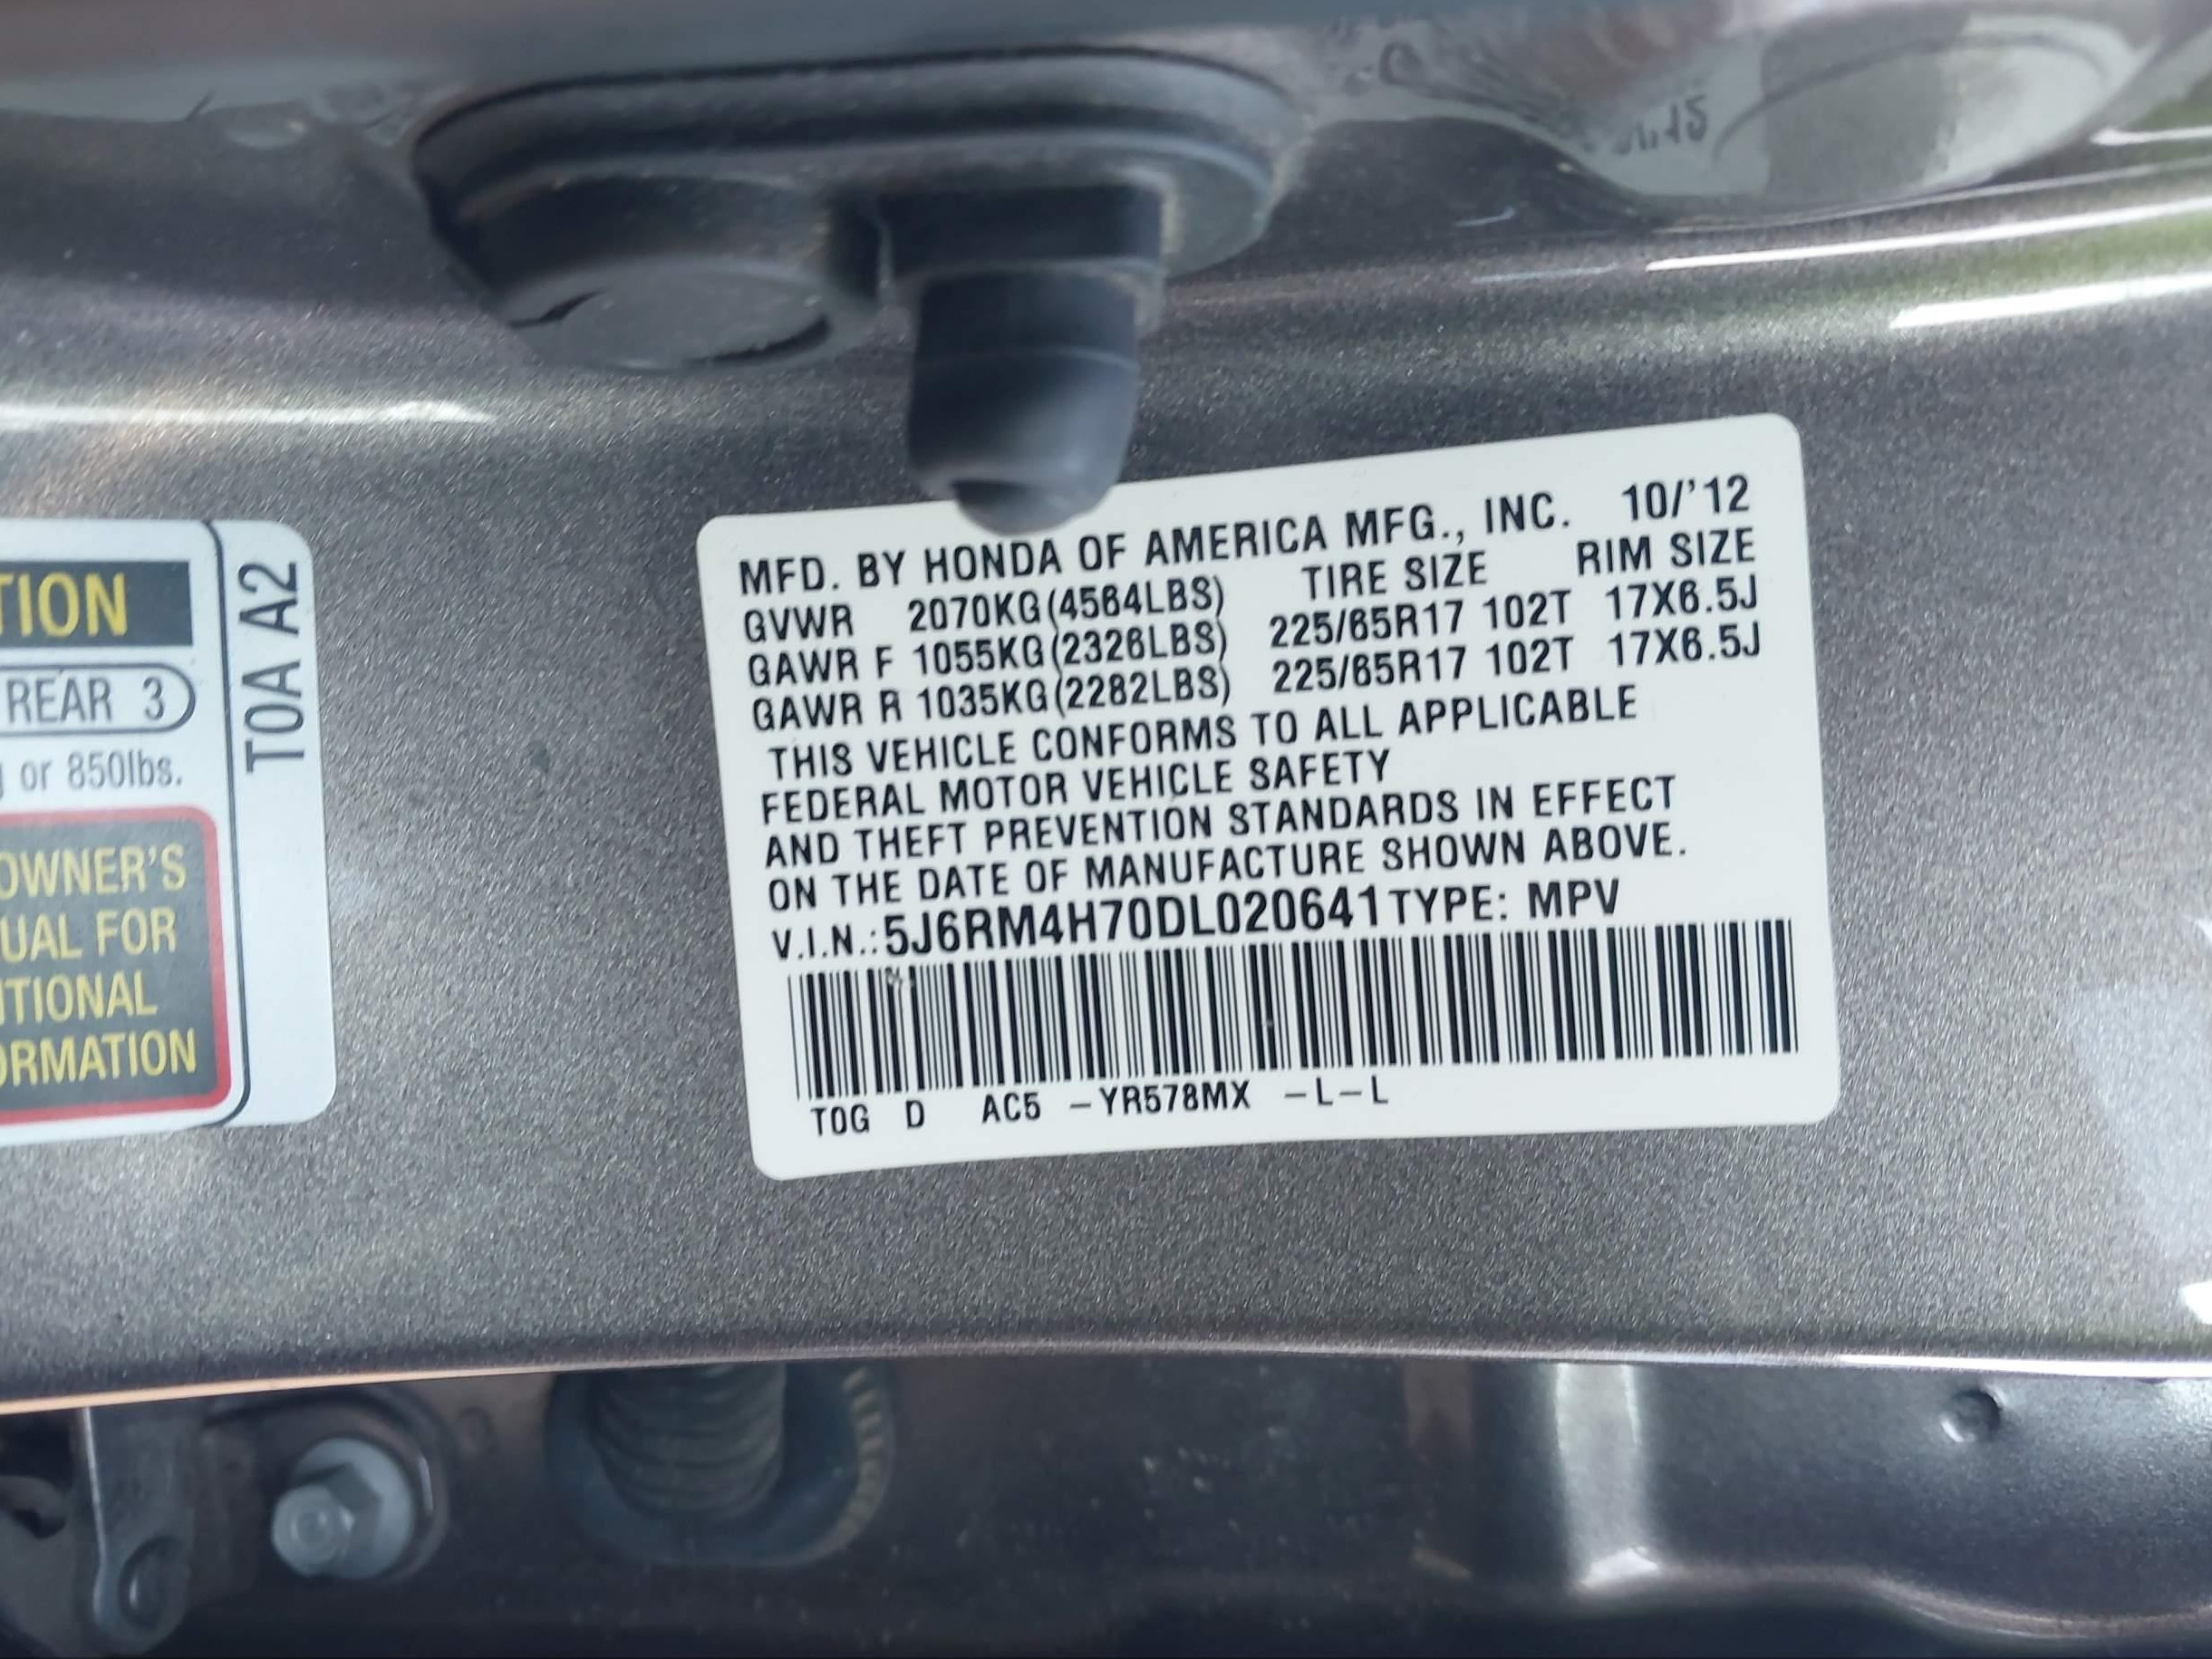 TION
REAR 3
or 850lbs.
OWNER'S
UAL FOR
ITIONAL
ORMATION
T0A A2
MFD. BY HONDA OF AMERICA MFG., INC. 10/'12
GVWR 2070KG(4564LBS) TIRE SIZE RIM SIZE
GAWR F 1055KG(2326LBS) 225/65R17 102T 17X6.5J
GAWR R 1035KG(2282LBS) 225/65R17 102T 17X6.5J
THIS VEHICLE CONFORMS TO ALL APPLICABLE
FEDERAL MOTOR VEHICLE SAFETY
AND THEFT PREVENTION STANDARDS IN EFFECT
ON THE DATE OF MANUFACTURE SHOWN ABOVE.
V.I.N.:5J6RM4H70DL020641TYPE: MPV
T0G D AC5 -YR578MX -L-L